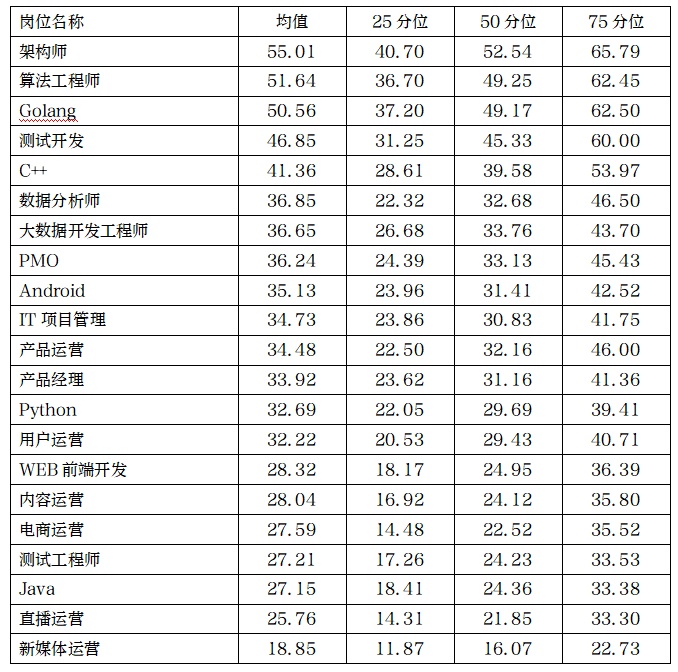 岗位名称 均值 25 分位 50 分位 75 分位
架构师 55.01 40.70 52.54 65.79
算法工程师 51.64 36.70 49.25 62.45
Golang 50.56 37.20 49.17 62.50
测试开发 46.85 31.25 45.33 60.00
C++ 41.36 28.61 39.58 53.97
数据分析师 36.85 22.32 32.68 46.50
大数据开发工程师 36.65 26.68 33.76 43.70
PMO 36.24 24.39 33.13 45.43
Android 35.13 23.96 31.41 42.52
IT 项目管理 34.73 23.86 30.83 41.75
产品运营 34.48 22.50 32.16 46.00
产品经理 33.92 23.62 31.16 41.36
Python 32.69 22.05 29.69 39.41
用户运营 32.22 20.53 29.43 40.71
WEB 前端开发 28.32 18.17 24.95 36.39
内容运营 28.04 16.92 24.12 35.80
电商运营 27.59 14.48 22.52 35.52
测试工程师 27.21 17.26 24.23 33.53
Java 27.15 18.41 24.36 33.38
直播运营 25.76 14.31 21.85 33.30
新媒体运营 18.85 11.87 16.07 22.73